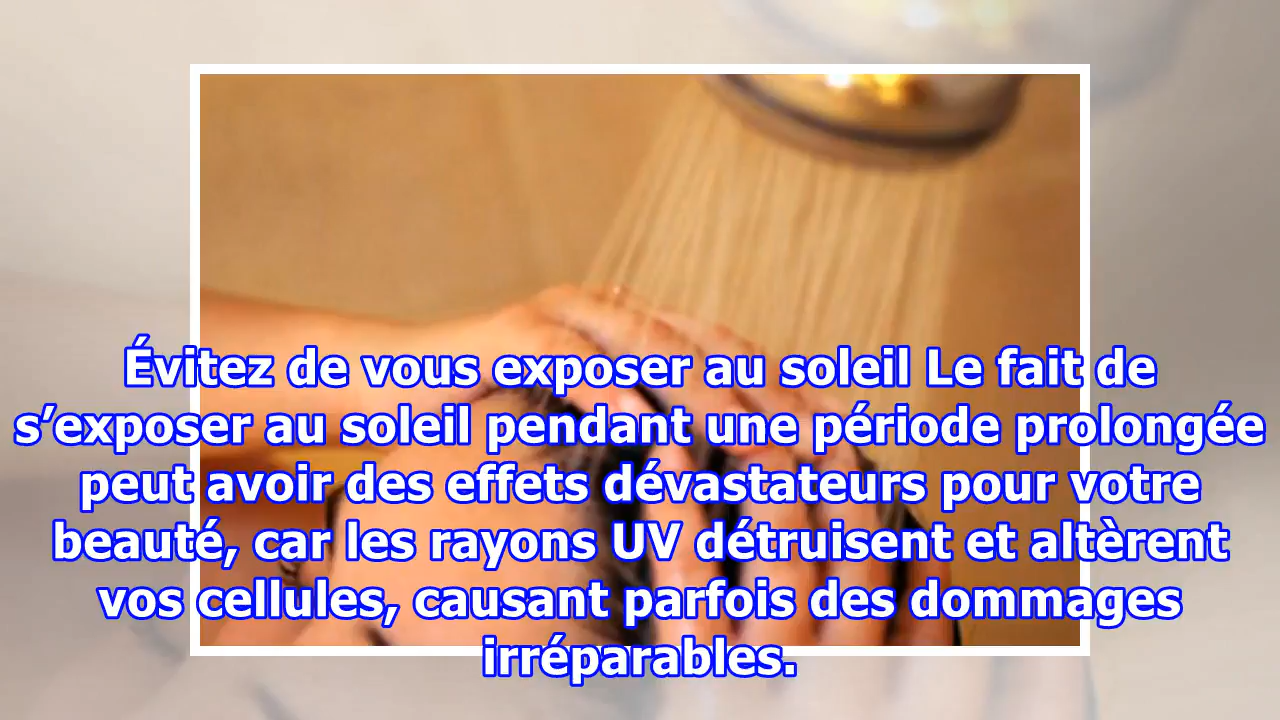 Évitez de vous exposer au soleil Le fait de
s’exposer au soleil pendant une période prolongée
peut avoir des effets dévastateurs pour votre
beauté, car les rayons UV détruisent et altèrent
vos cellules, causant parfois des dommages
irréparables.